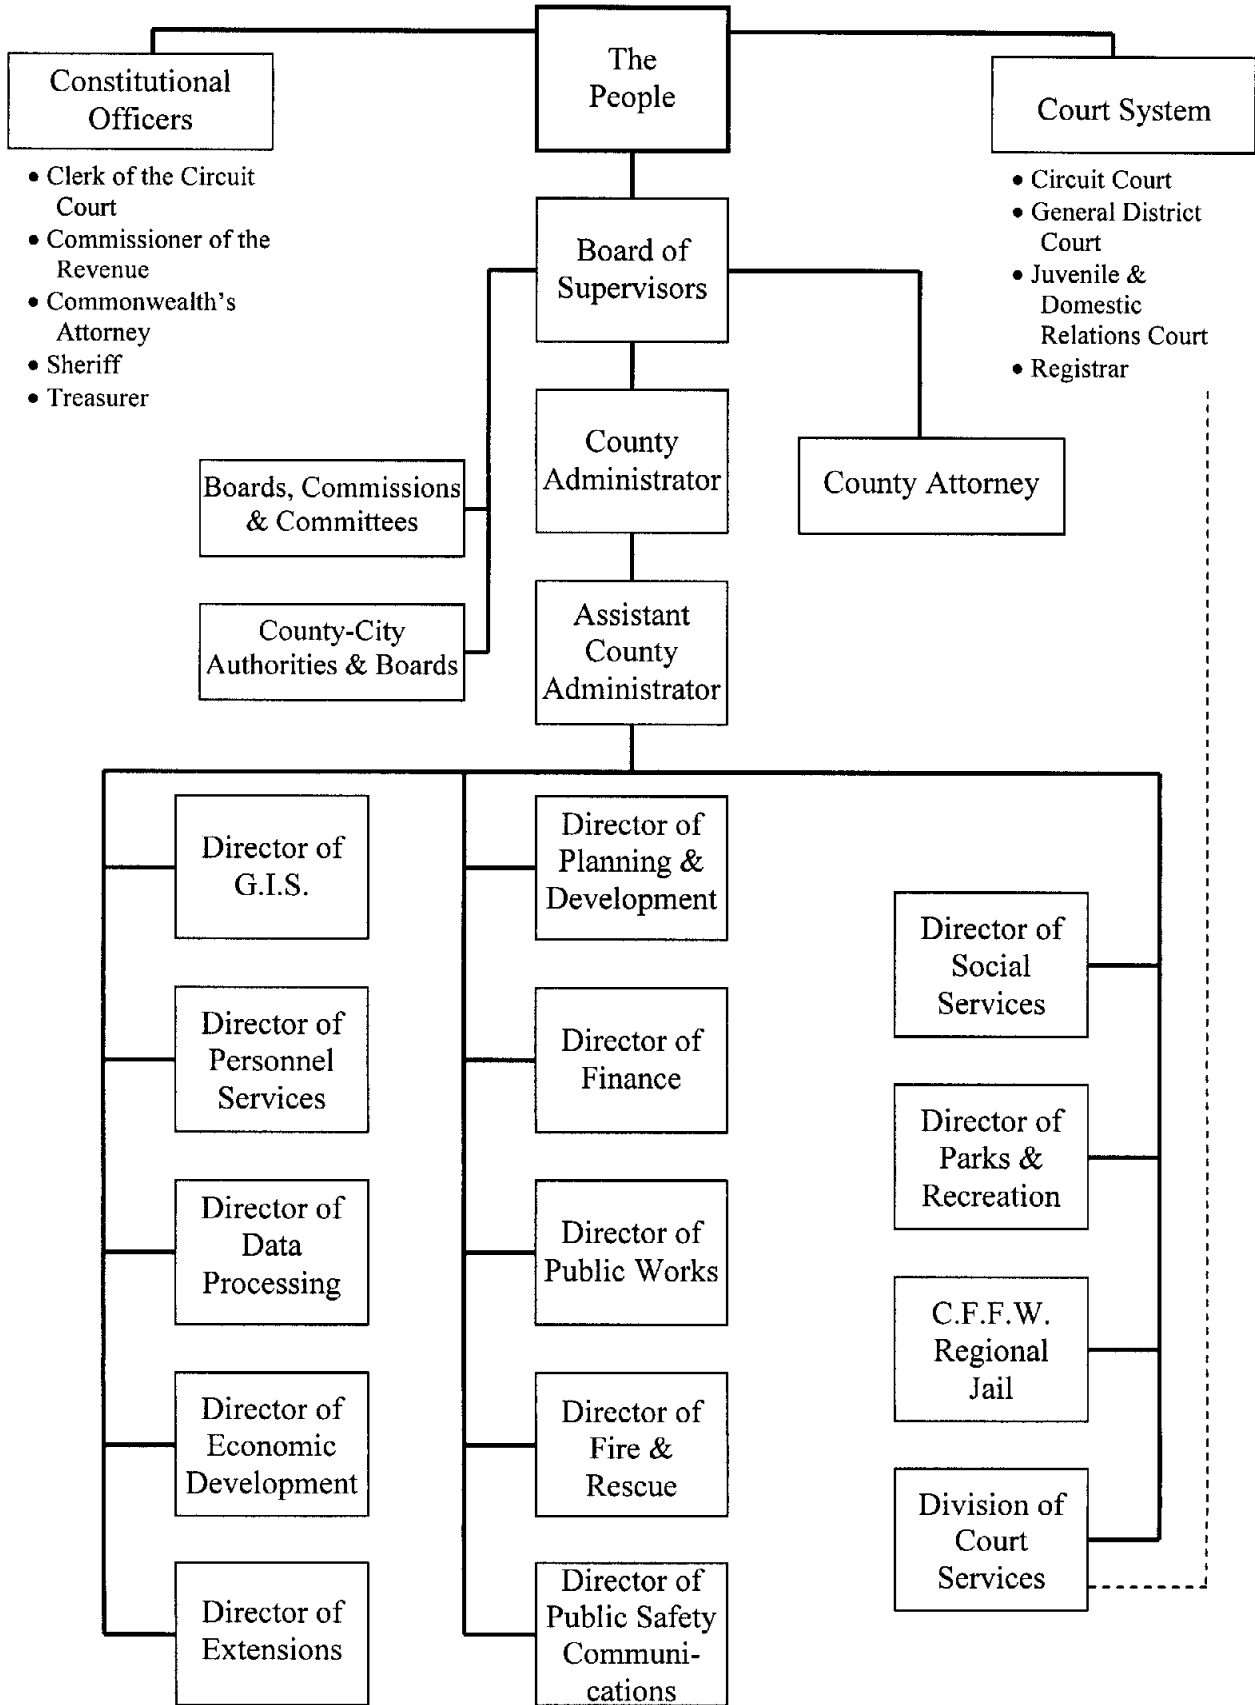 The
People
Constitutional
Officers
• Clerk of the Circuit
Court
• Commissioner of the
Revenue
• Commonwealth's
Attorney
• Sheriff
• Treasurer
Court System
• Circuit Court
• General District
Court
• Juvenile &
Domestic
Relations Court
• Registrar
Board of
Supervisors
County
Administrator
County Attorney
Boards, Commissions
& Committees
County-City
Authorities & Boards
Assistant
County
Administrator
Director of
G.I.S.
Director of
Personnel
Services
Director of
Data
Processing
Director of
Economic
Development
Director of
Extensions
Director of
Planning &
Development
Director of
Finance
Director of
Public Works
Director of
Fire &
Rescue
Director of
Public Safety
Communi-
cations
Director of
Social
Services
Director of
Parks &
Recreation
C.F.F.W.
Regional
Jail
Division of
Court
Services